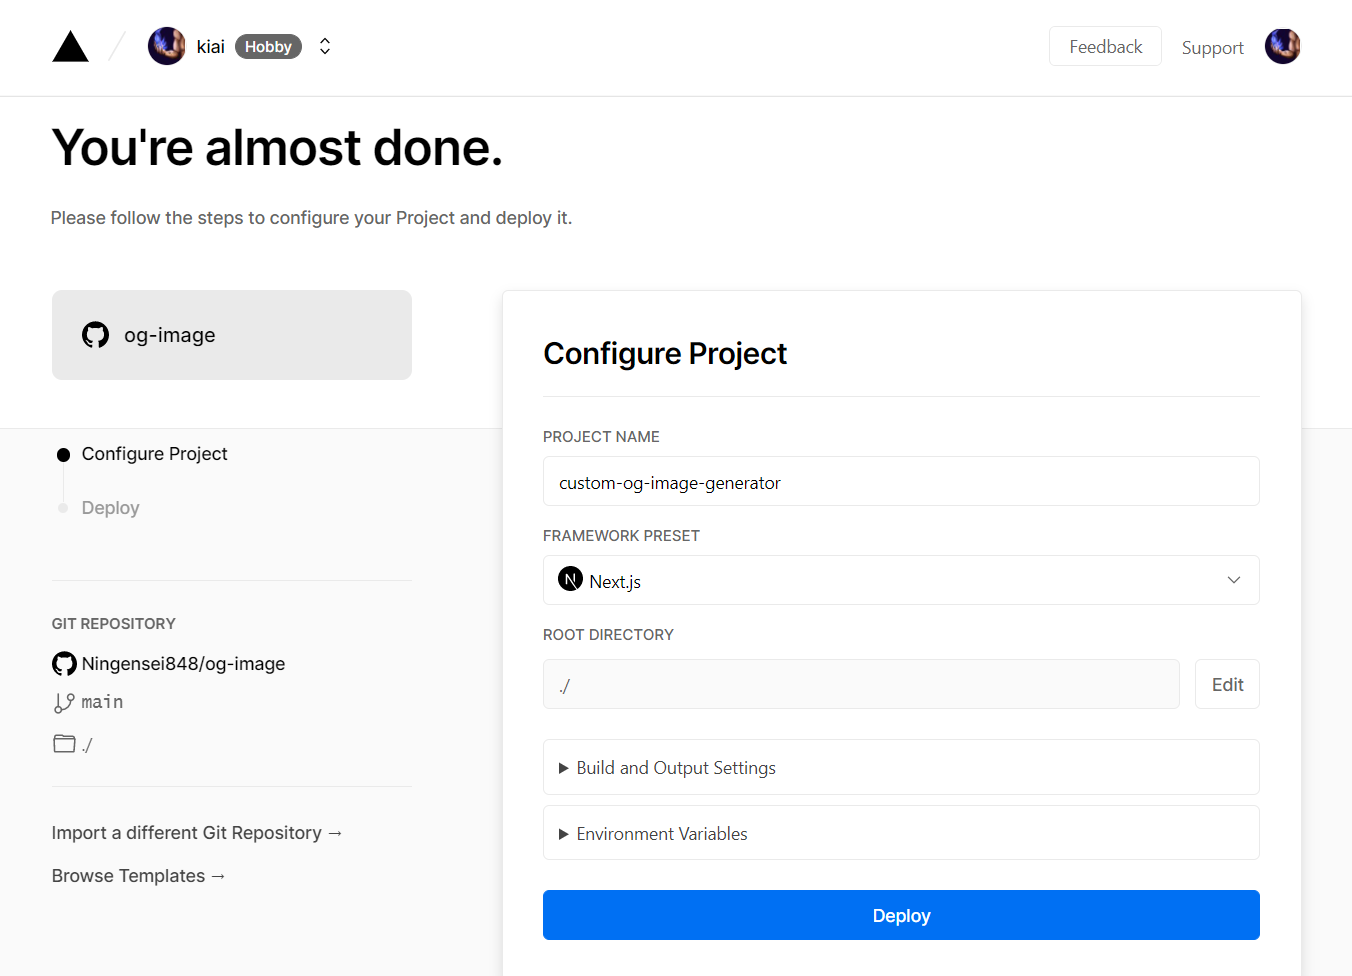 kiai Hobby
Feedback Support
You're almost done.
Please follow the steps to configure your Project and deploy it.
og-image
Configure Project
Deploy
GIT REPOSITORY
Ningensei848/og-image
main
./
Import a different Git Repository →
Browse Templates →
Configure Project
PROJECT NAME
custom-og-image-generator
FRAMEWORK PRESET
N Next.js
ROOT DIRECTORY
./
Edit
Build and Output Settings
Environment Variables
Deploy